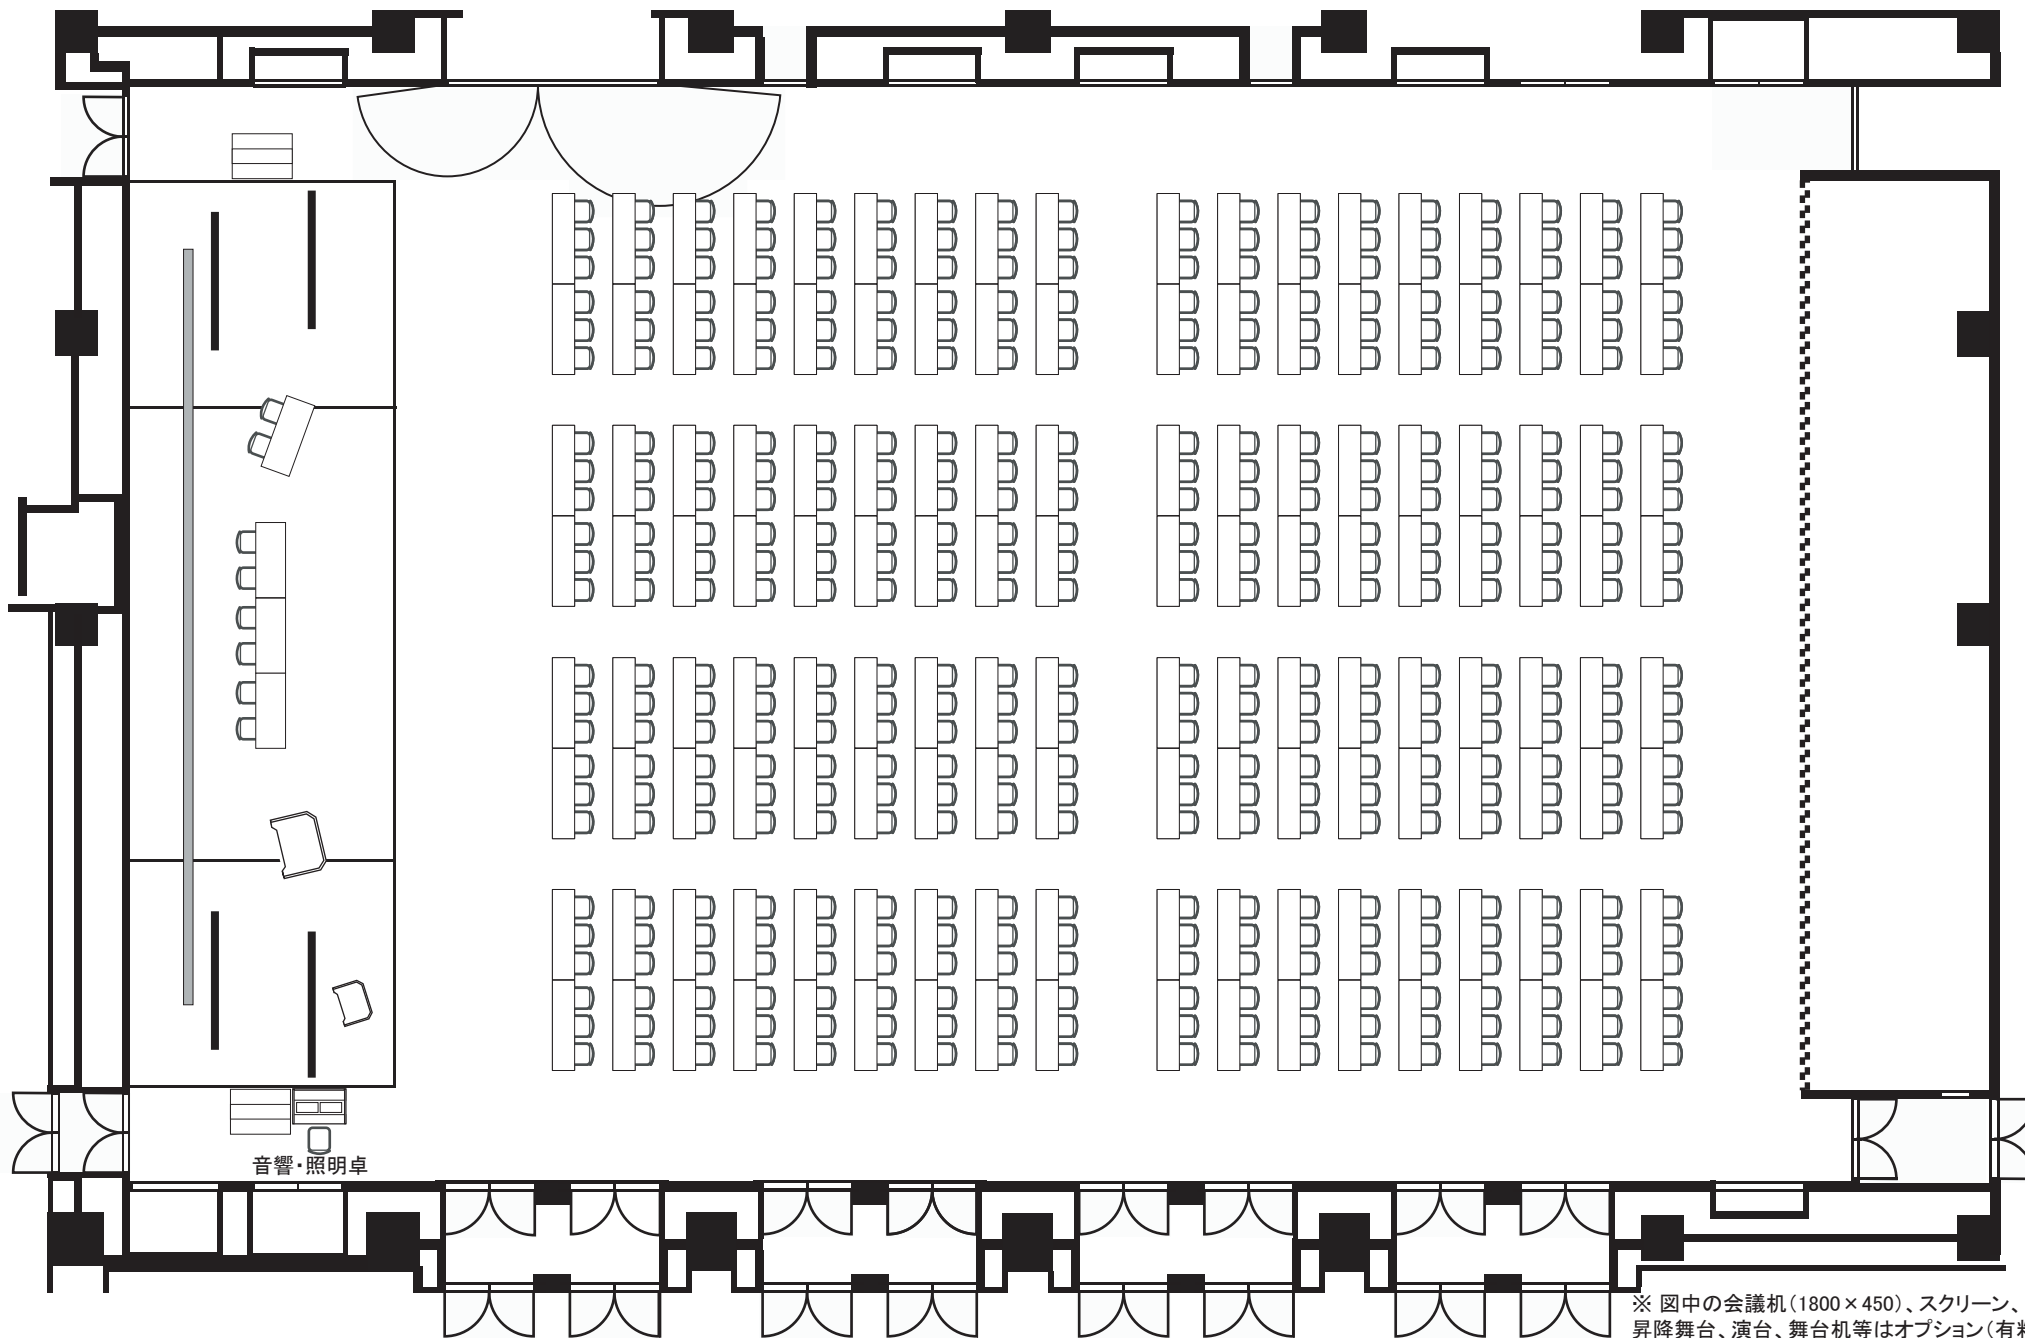 音響・照明卓
※ 図中の会議机(1800×450)、スクリーン、
昇降舞台、演台、舞台机等はオプション(有料